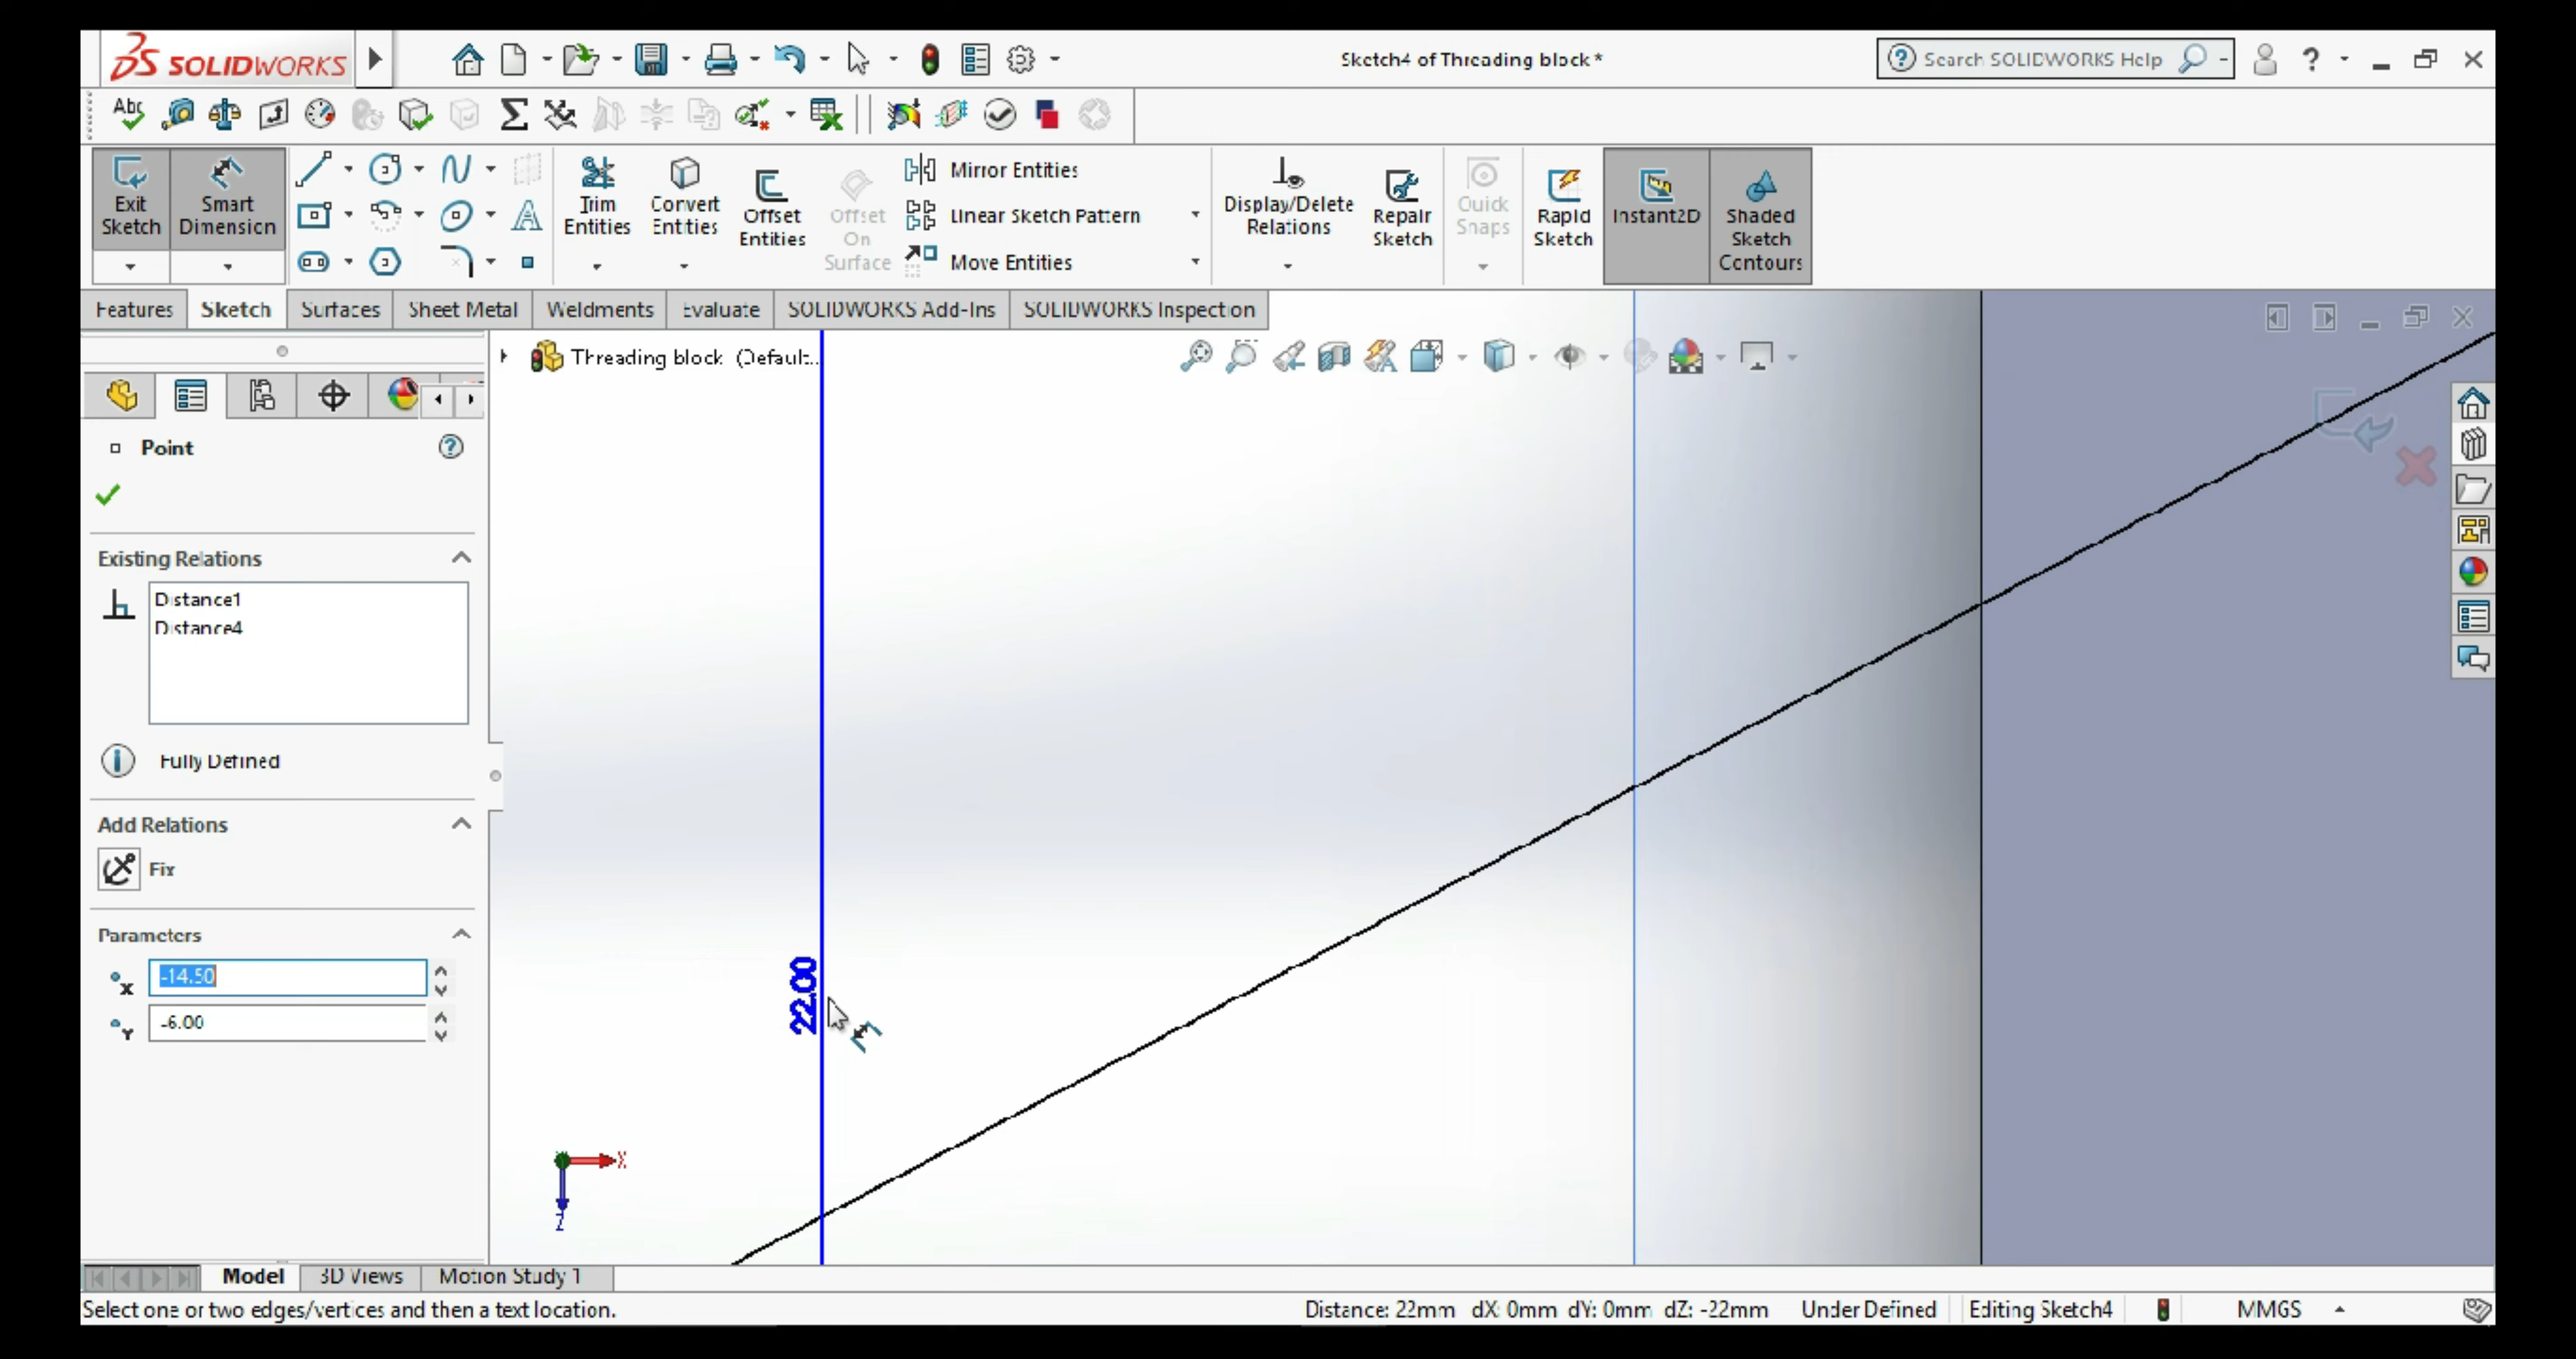 SOLIDWORKS
Sketch4 of Threading block *
Search SOLIDWORKS Help
Abc
Exit Sketch
Smart Dimension
Trim Entities
Convert Entities
Offset Entities
Offset On Surface
Mirror Entities
Linear Sketch Pattern
Move Entities
Display/Delete Relations
Repair Sketch
Quick Snaps
Rapid Sketch
Instant2D
Shaded Sketch Contours
Features
Sketch
Surfaces
Sheet Metal
Weldments
Evaluate
SOLIDWORKS Add-Ins
SOLIDWORKS Inspection
Threading block (Default...
Point
Existing Relations
Distance1
Distance4
Fully Defined
Add Relations
Fix
Parameters
X
-14.50
Y
-6.00
22.00
X
Z
Model
3D Views
Motion Study 1
Select one or two edges/vertices and then a text location.
Distance: 22mm dX: 0mm dY: 0mm dZ: -22mm
Under Defined
Editing Sketch4
MMGS